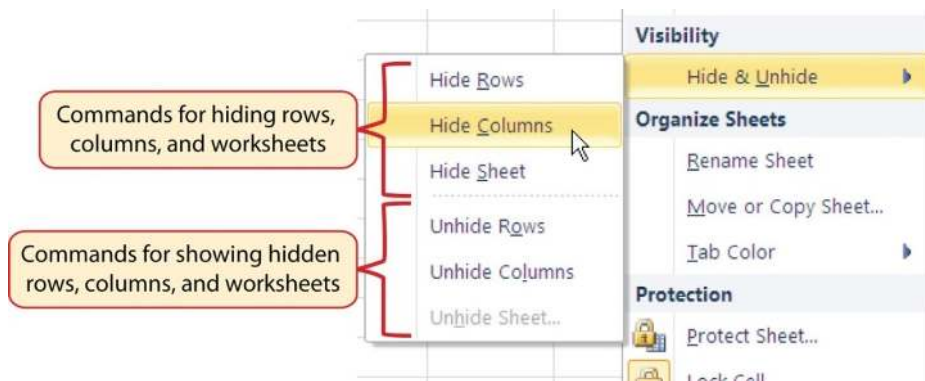 Visibility
Hide & Unhide
Organize Sheets
Rename Sheet
Move or Copy Sheet...
Tab Color
Protection
Protect Sheet...
Lock Cell
Hide Rows
Hide Columns
Hide Sheet
Unhide Rows
Unhide Columns
Unhide Sheet...
Commands for hiding rows,
columns, and worksheets
Commands for showing hidden
rows, columns, and worksheets